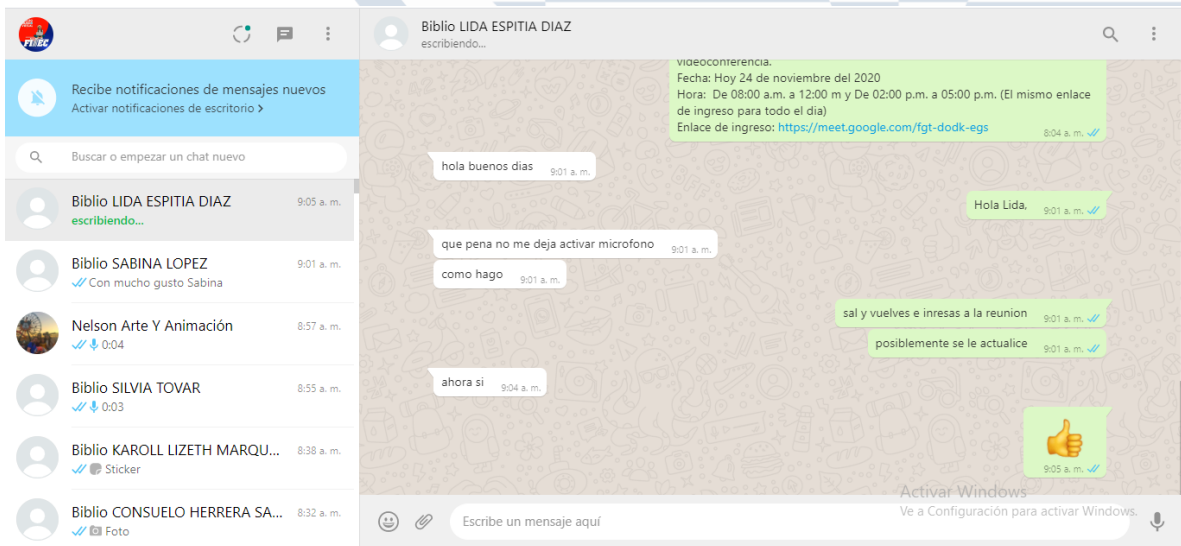 FTIEC
Recibe notificaciones de mensajes nuevos
Activar notificaciones de escritorio >
Buscar o empezar un chat nuevo
Biblio LIDA ESPITIA DIAZ 9:05 a. m.
escribiendo...
Biblio SABINA LOPEZ 9:01 a. m.
Con mucho gusto Sabina
Nelson Arte Y Animación 8:57 a. m.
0:04
Biblio SILVIA TOVAR 8:55 a. m.
0:03
Biblio KAROLL LIZETH MARQU... 8:38 a. m.
Sticker
Biblio CONSUELO HERRERA SA... 8:32 a. m.
Foto
Biblio LIDA ESPITIA DIAZ
escribiendo...
videoconferencia.
Fecha: Hoy 24 de noviembre del 2020
Hora: De 08:00 a.m. a 12:00 m y De 02:00 p.m. a 05:00 p.m. (El mismo enlace
de ingreso para todo el dia)
Enlace de ingreso: https://meet.google.com/fgt-dodk-egs 8:04 a. m.
hola buenos dias 9:01 a. m.
Hola Lida, 9:01 a. m.
que pena no me deja activar microfono 9:01 a. m.
como hago 9:01 a. m.
sal y vuelves e inresas a la reunion 9:01 a. m.
posiblemente se le actualice 9:01 a. m.
ahora si 9:04 a. m.
9:05 a. m.
Activar Windows
Ve a Configuración para activar Windows.
Escribe un mensaje aquí